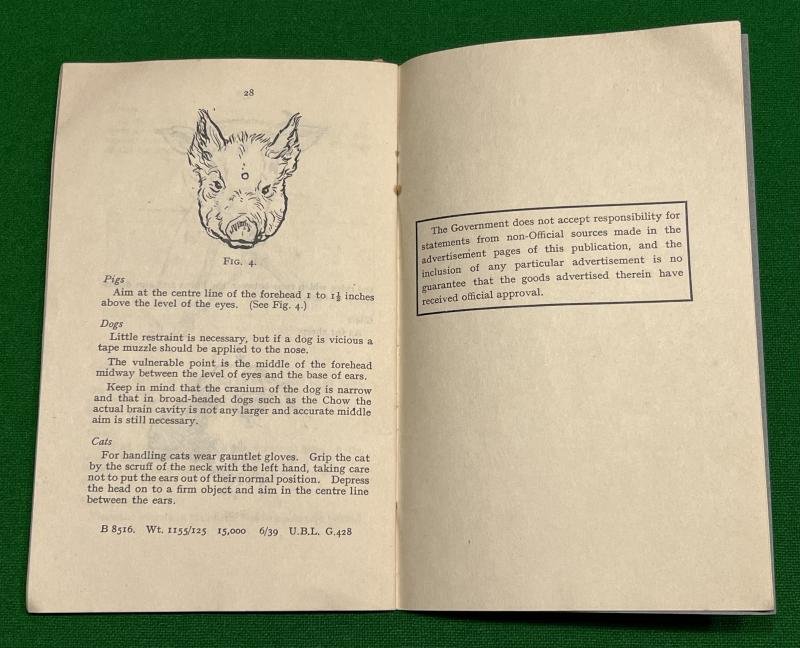 28
FIG. 4.
Pigs
Aim at the centre line of the forehead 1 to 1½ inches
above the level of the eyes. (See Fig. 4.)
Dogs
Little restraint is necessary, but if a dog is vicious a
tape muzzle should be applied to the nose.
The vulnerable point is the middle of the forehead
midway between the level of eyes and the base of ears.
Keep in mind that the cranium of the dog is narrow
and that in broad-headed dogs such as the Chow the
actual brain cavity is not any larger and accurate middle
aim is still necessary.
Cats
For handling cats wear gauntlet gloves. Grip the cat
by the scruff of the neck with the left hand, taking care
not to put the ears out of their normal position. Depress
the head on to a firm object and aim in the centre line
between the ears.
B 8516. Wt. 1155/125 15,000 6/39 U.B.L. G.428
The Government does not accept responsibility for
statements from non-Official sources made in the
advertisement pages of this publication, and the
inclusion of any particular advertisement is no
guarantee that the goods advertised therein have
received official approval.